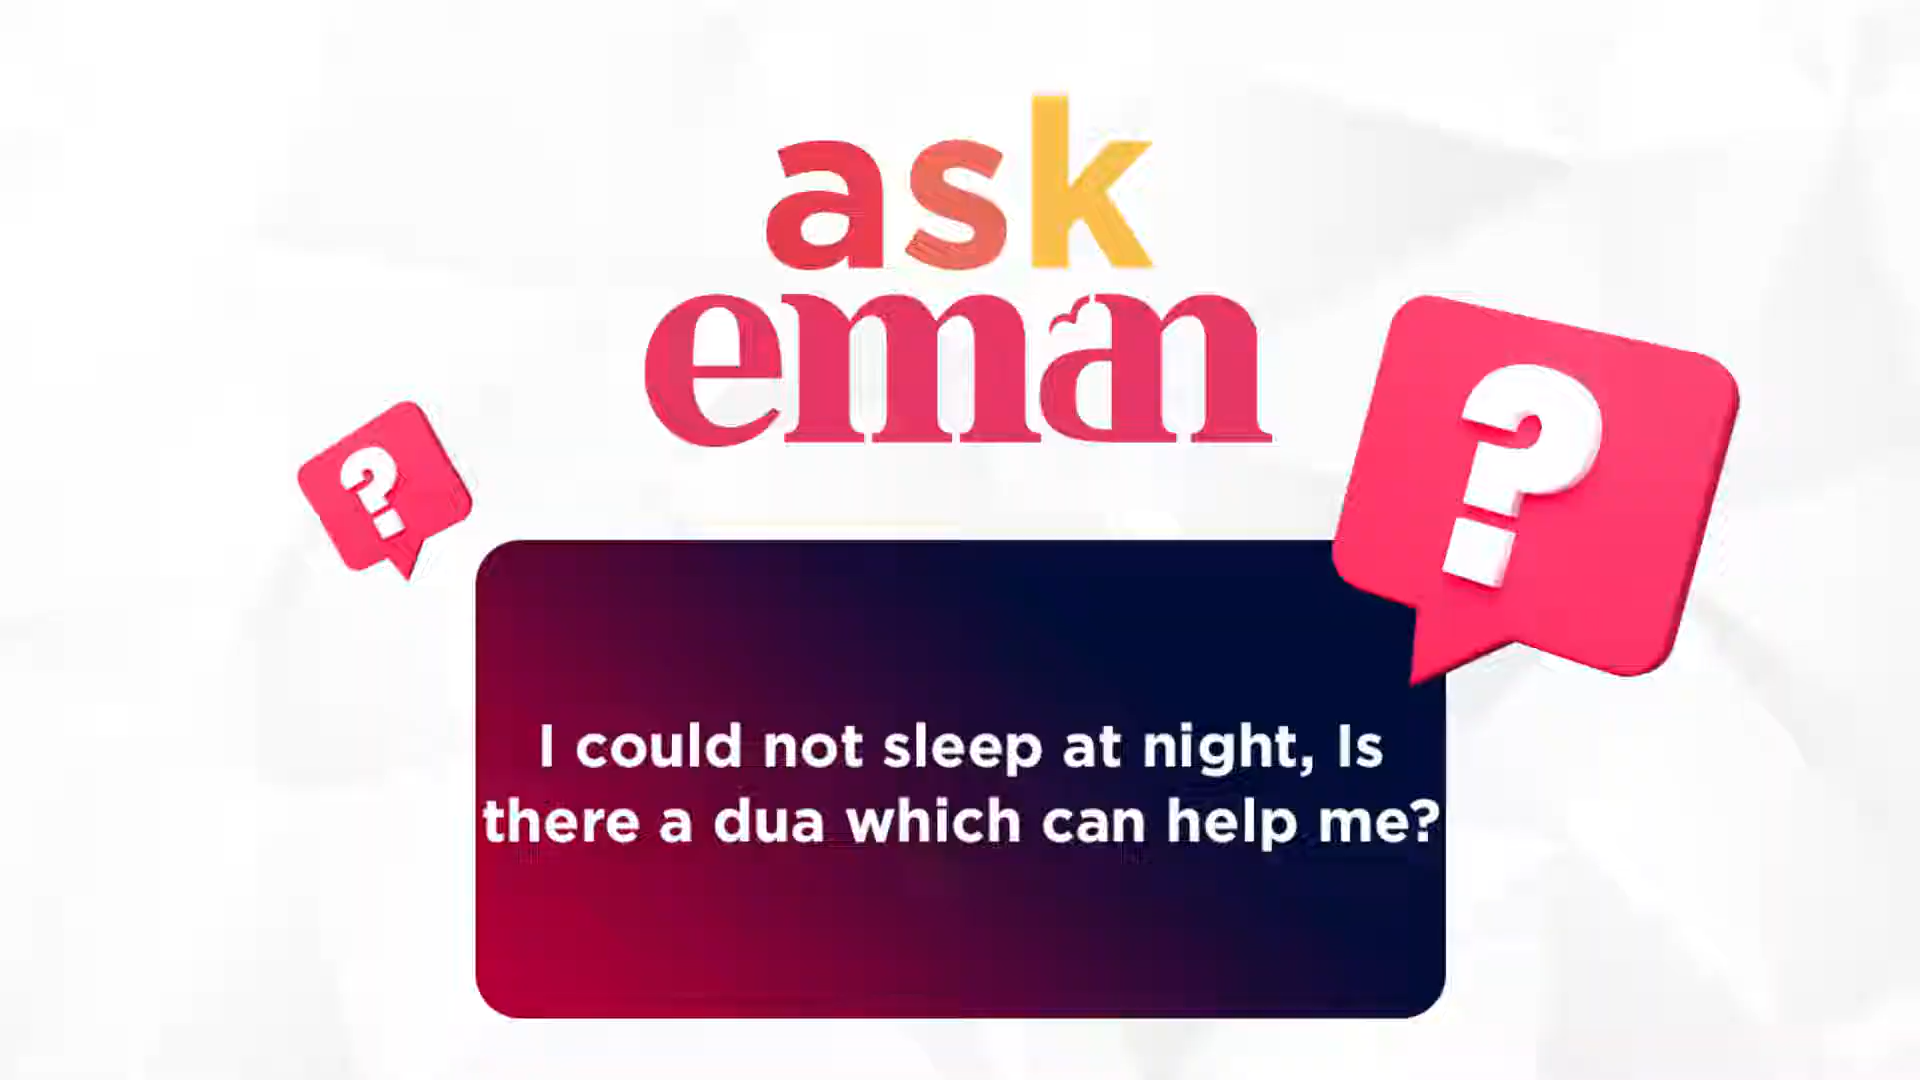 ask
eman
?
?
I could not sleep at night, Is
there a dua which can help me?